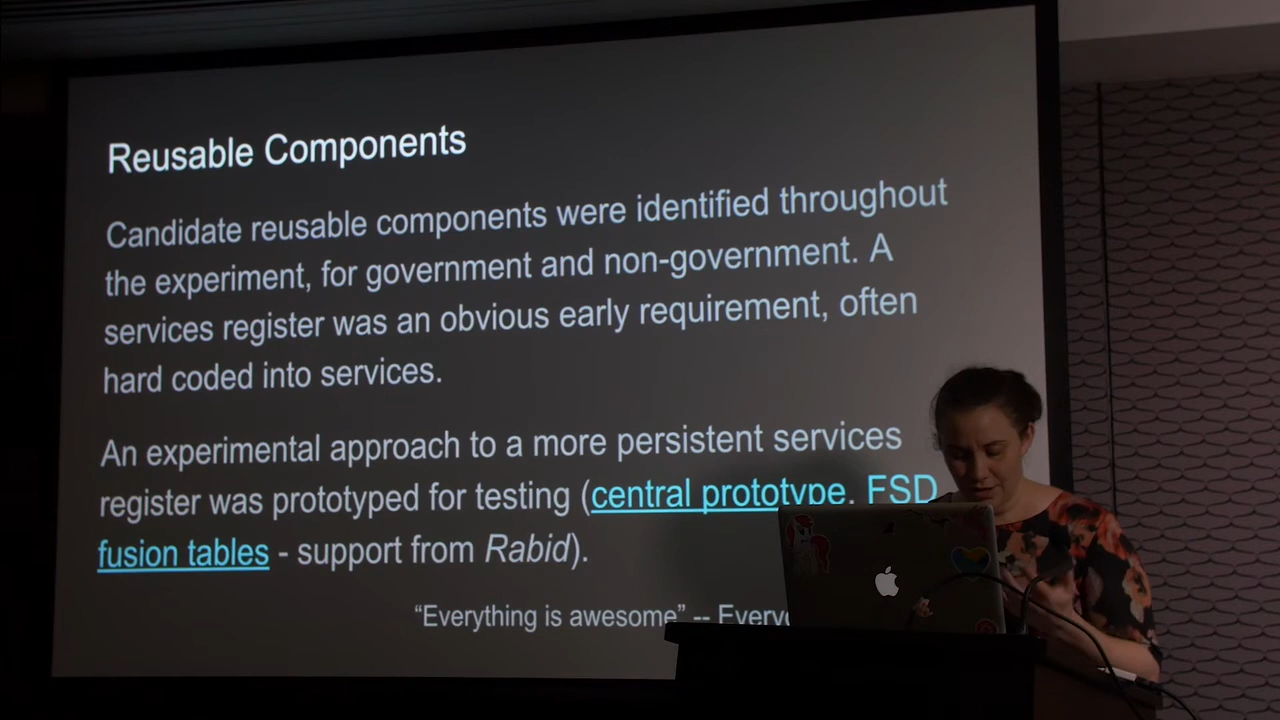 Reusable Components
Candidate reusable components were identified throughout
the experiment, for government and non-government. A
services register was an obvious early requirement, often
hard coded into services.
An experimental approach to a more persistent services
register was prototyped for testing (central prototype, FSD
fusion tables - support from Rabid).
“Everything is awesome” --